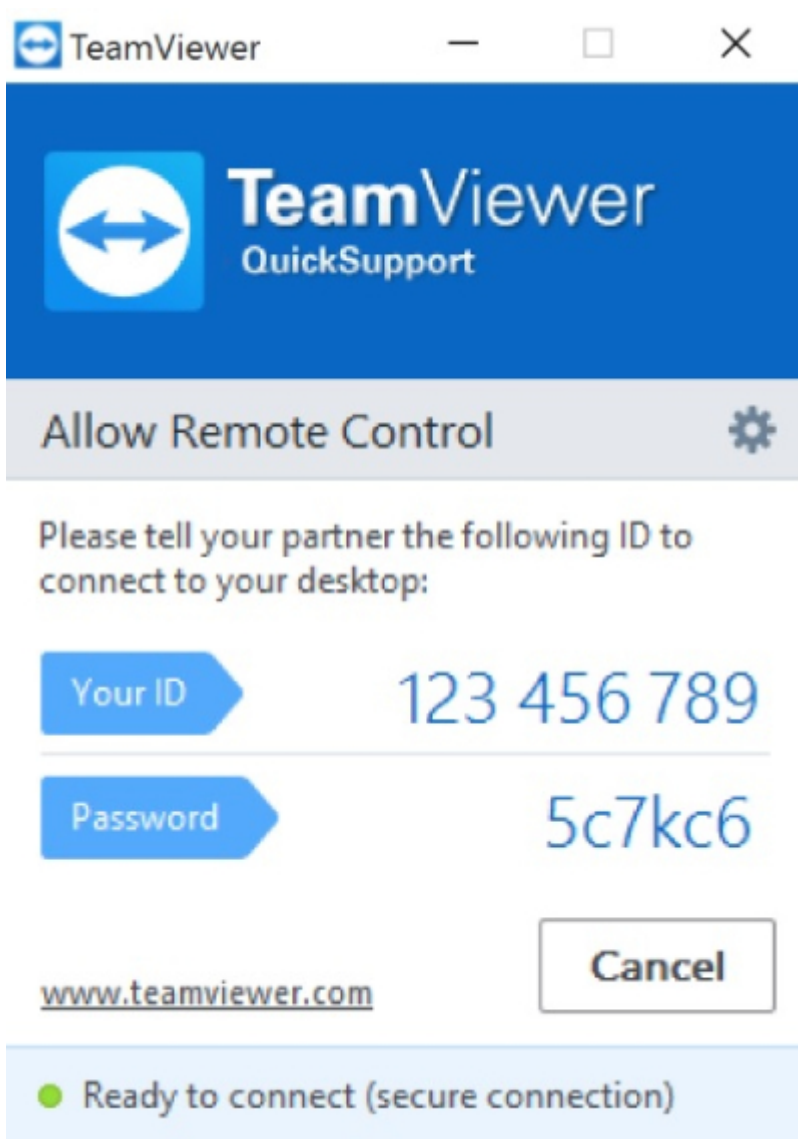 TeamViewer
TeamViewer
QuickSupport
Allow Remote Control
Please tell your partner the following ID to
connect to your desktop:
Your ID 123 456 789
Password 5c7kc6
Cancel
www.teamviewer.com
Ready to connect (secure connection)